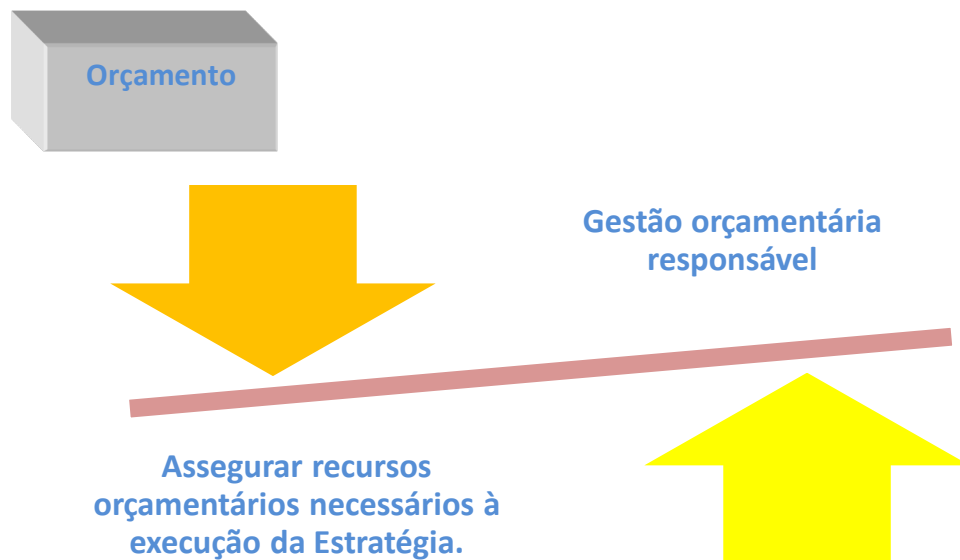 Orçamento
Gestão orçamentária
responsável
Assegurar recursos
orçamentários necessários à
execução da Estratégia.